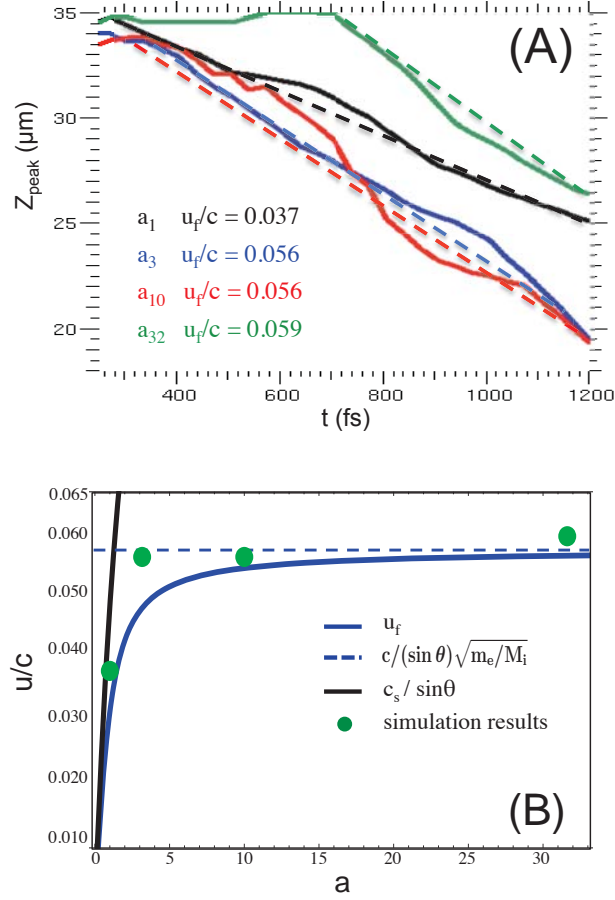 (A)
35
30
25
20
Z_peak (μm)
a_1 u_f/c = 0.037
a_3 u_f/c = 0.056
a_10 u_f/c = 0.056
a_32 u_f/c = 0.059
400 600 800 1000 1200
t (fs)
0.065
0.060
0.050
0.040
0.030
0.020
0.010
u/c
u_f
c/(sin θ)√m_e/M_i
c_s / sinθ
simulation results
(B)
0 5 10 15 20 25 30
a